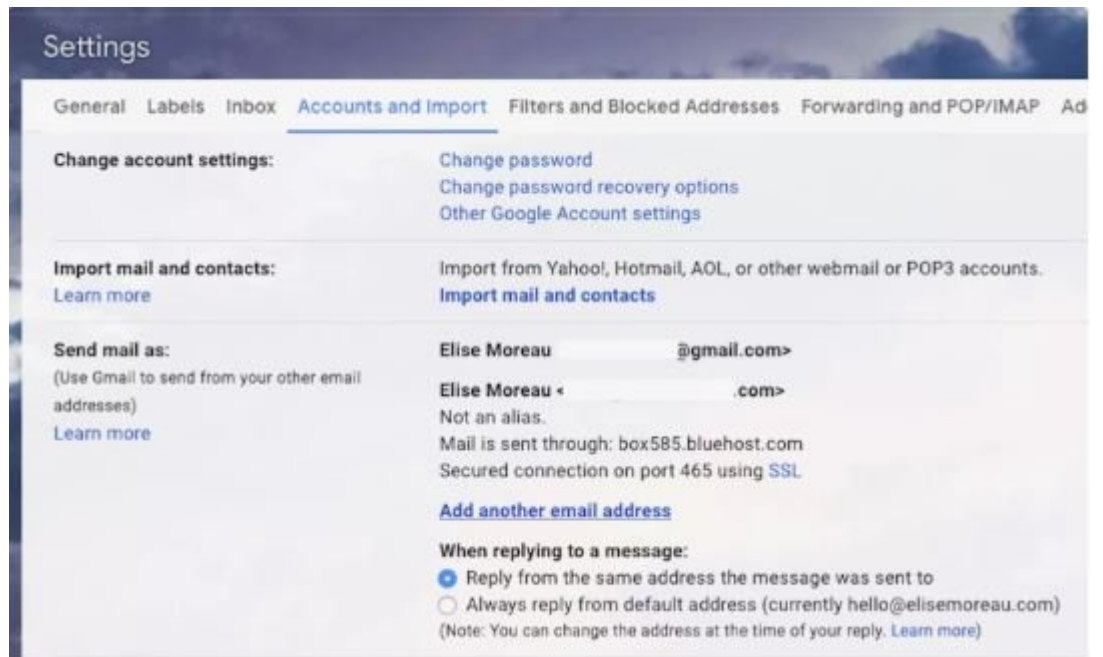 Settings
General Labels Inbox Accounts and Import Filters and Blocked Addresses Forwarding and POP/IMAP Ad
Change account settings:
Change password
Change password recovery options
Other Google Account settings
Import mail and contacts:
Learn more
Import from Yahoo!, Hotmail, AOL, or other webmail or POP3 accounts.
Import mail and contacts
Send mail as:
(Use Gmail to send from your other email
addresses)
Learn more
Elise Moreau @gmail.com>
Elise Moreau < .com>
Not an alias.
Mail is sent through: box585.bluehost.com
Secured connection on port 465 using SSL
Add another email address
When replying to a message:
Reply from the same address the message was sent to
Always reply from default address (currently hello@elisemoreau.com)
(Note: You can change the address at the time of your reply. Learn more)